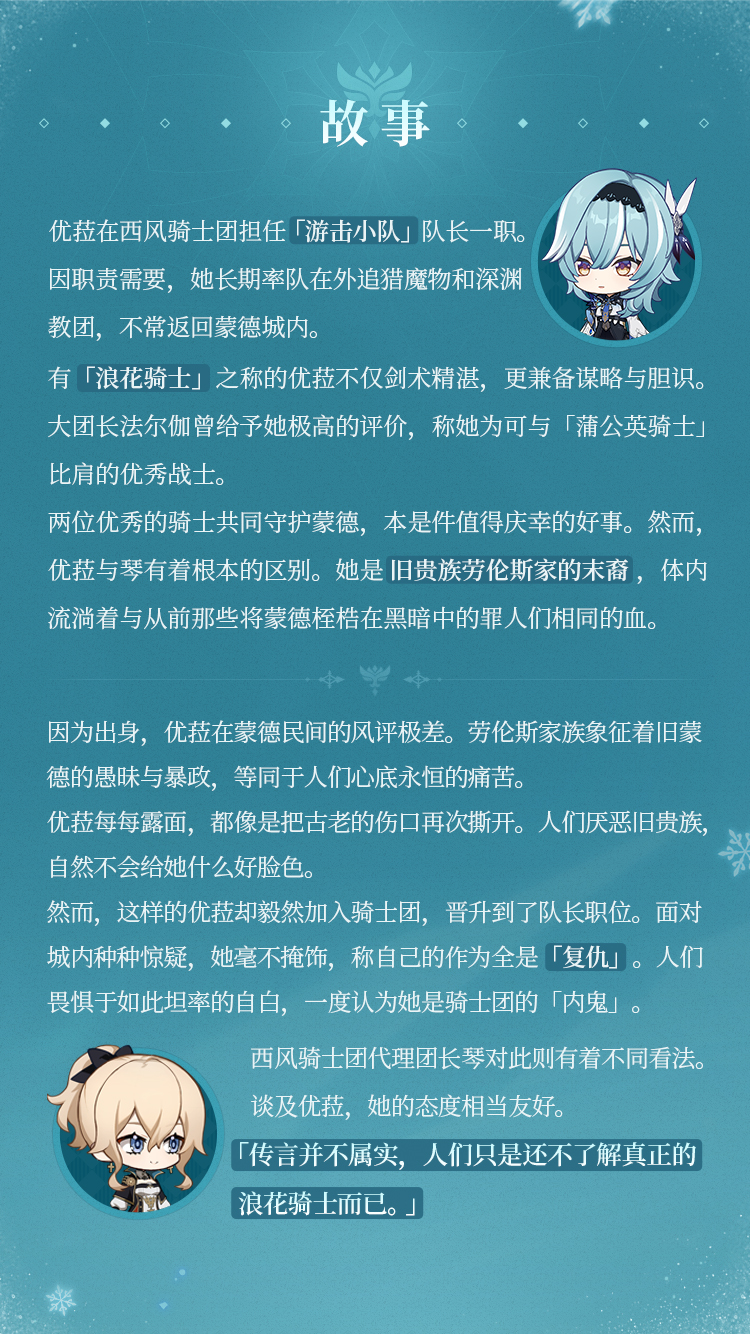 故事
优菈在西风骑士团担任「游击小队」队长一职。
因职责需要，她长期率队在外追猎魔物和深渊
教团，不常返回蒙德城内。
有「浪花骑士」之称的优菈不仅剑术精湛，更兼备谋略与胆识。
大团长法尔伽曾给予她极高的评价，称她为可与「蒲公英骑士」
比肩的优秀战士。
两位优秀的骑士共同守护蒙德，本是件值得庆幸的好事。然而，
优菈与琴有着根本的区别。她是旧贵族劳伦斯家的末裔，体内
流淌着与从前那些将蒙德桎梏在黑暗中的罪人们相同的血。
因为出身，优菈在蒙德民间的风评极差。劳伦斯家族象征着旧蒙
德的愚昧与暴政，等同于人们心底永恒的痛苦。
优菈每每露面，都像是把古老的伤口再次撕开。人们厌恶旧贵族，
自然不会给她什么好脸色。
然而，这样的优菈却毅然加入骑士团，晋升到了队长职位。面对
城内种种惊疑，她毫不掩饰，称自己的作为全是「复仇」。人们
畏惧于如此坦率的自白，一度认为她是骑士团的「内鬼」。
西风骑士团代理团长琴对此则有着不同看法。
谈及优菈，她的态度相当友好。
「传言并不属实，人们只是还不了解真正的
浪花骑士而已。」